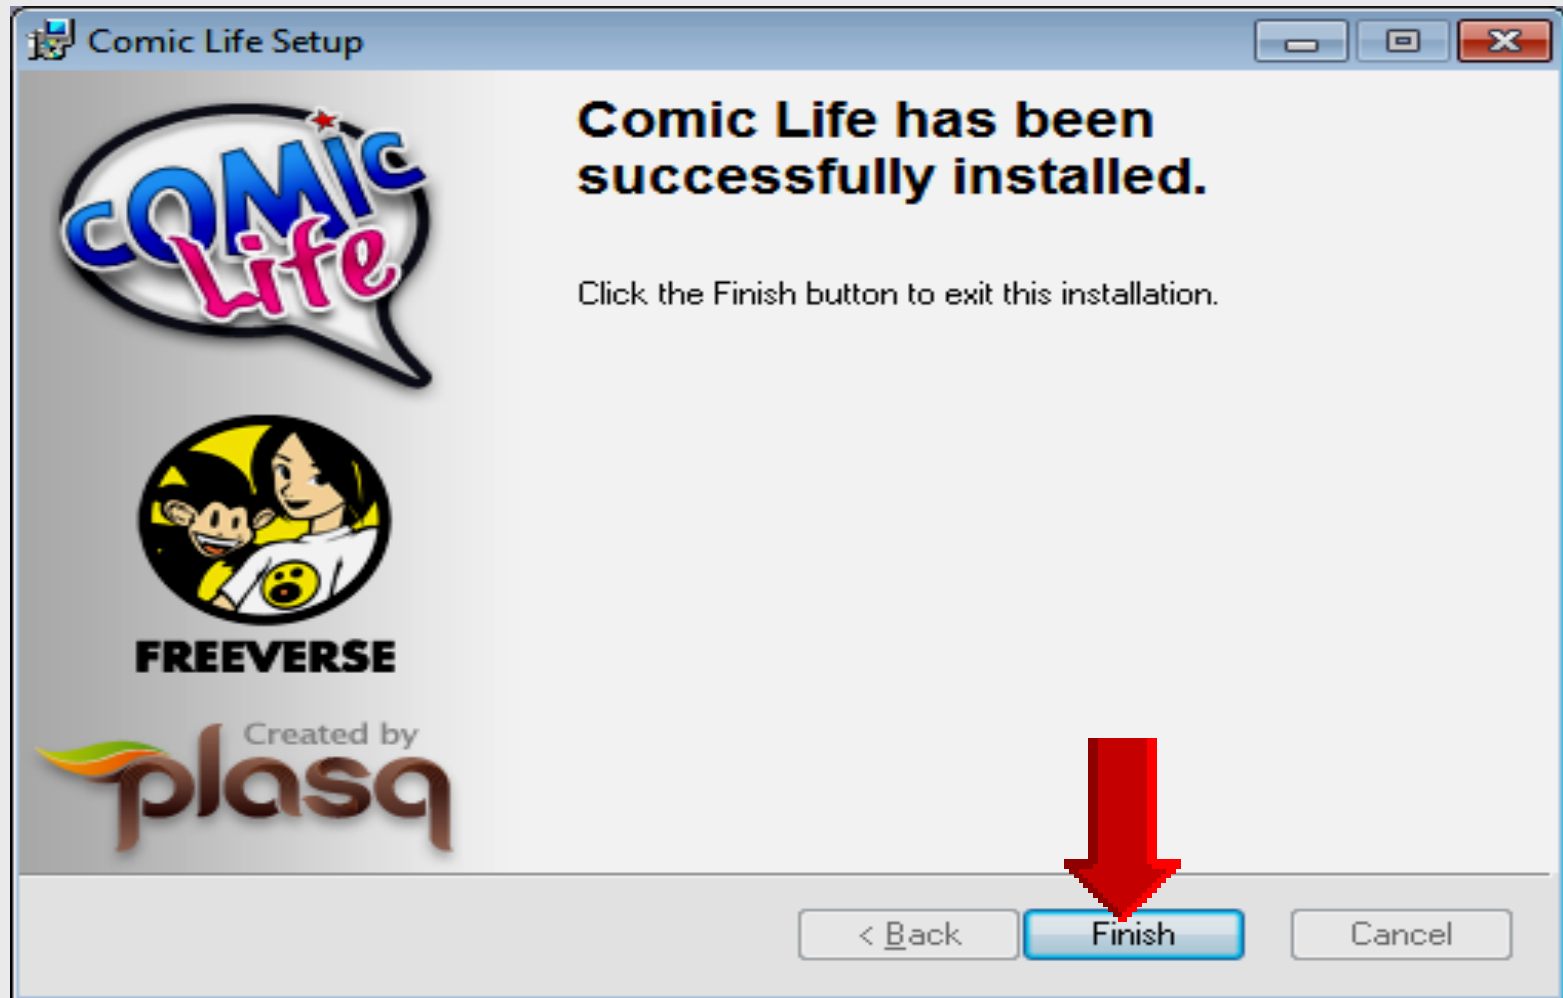 Comic Life Setup
COMIC
Life
FREEVERSE
Created by
plasq
Comic Life has been
successfully installed.
Click the Finish button to exit this installation.
< Back
Finish
Cancel